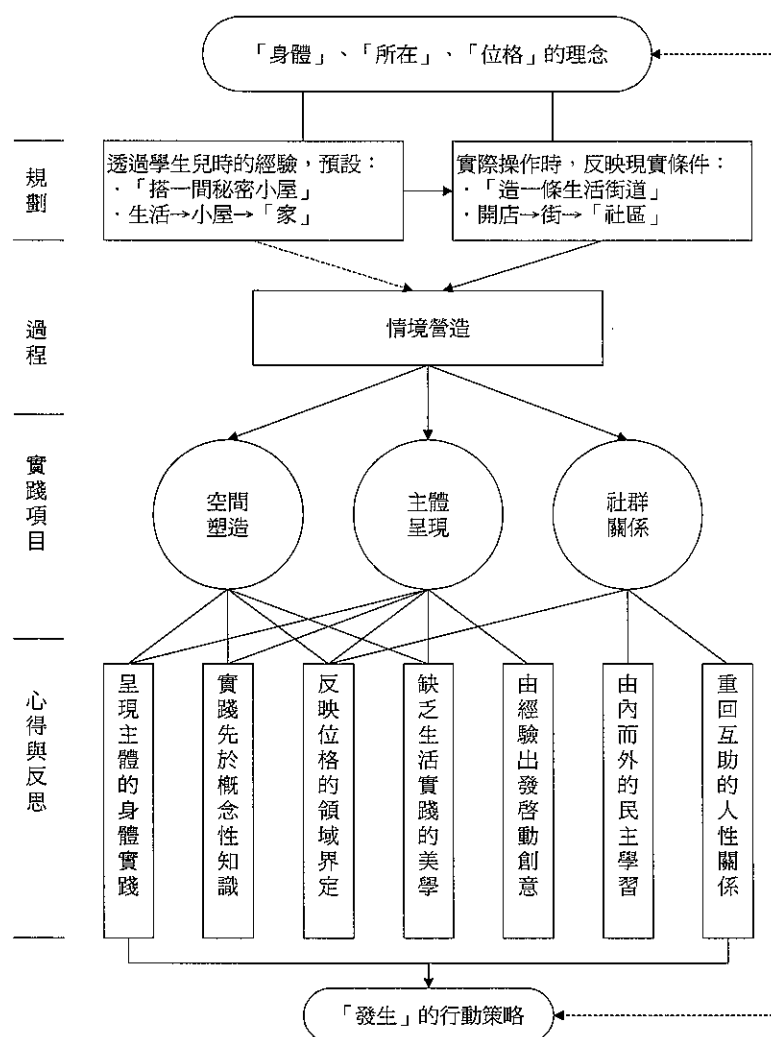 「身體」、「所在」、「位格」的理念
規劃
透過學生兒時的經驗，預設：
·「搭一間秘密小屋」
·生活→小屋→「家」
實際操作時，反映現實條件：
·「造一條生活街道」
·開店→街→「社區」
過程
情境營造
實踐項目
空間
塑造
主體
呈現
社群
關係
心得與反思
呈現主體的身體實踐
實踐先於概念性知識
反映位格的領域界定
缺乏生活實踐的美學
由經驗出發啓動創意
由內而外的民主學習
重回互助的人性關係
「發生」的行動策略